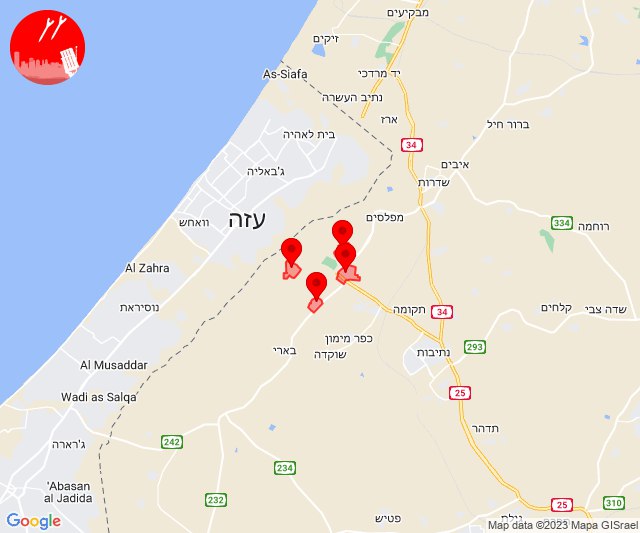 מבקיעים
זיקים
As-Siafa
יד מרדכי
נתיב העשרה
ארז
ברור חיל
בית לאהיה
34
איבים
ג'באליה
שדרות
מפלסים
334
רוחמה
עזה
וואחש
Al Zahra
נוסיראת
תקומה
34
קלחים
שדה צבי
כפר מימון
שוקדה
בארי
נתיבות
293
Al Musaddar
Wadi as Salqa
25
תדהר
ג'רארה
242
234
'Abasan
al Jadida
232
25
310
פטיש
גילת
Google
Map data ©2023 Mapa GISrael